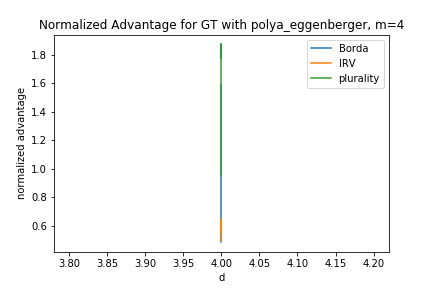 Normalized Advantage for GT with polya_eggenberger, m=4
Borda
IRV
plurality
normalized advantage
1.8
1.6
1.4
1.2
1.0
0.8
0.6
3.80 3.85 3.90 3.95 4.00 4.05 4.10 4.15 4.20
d